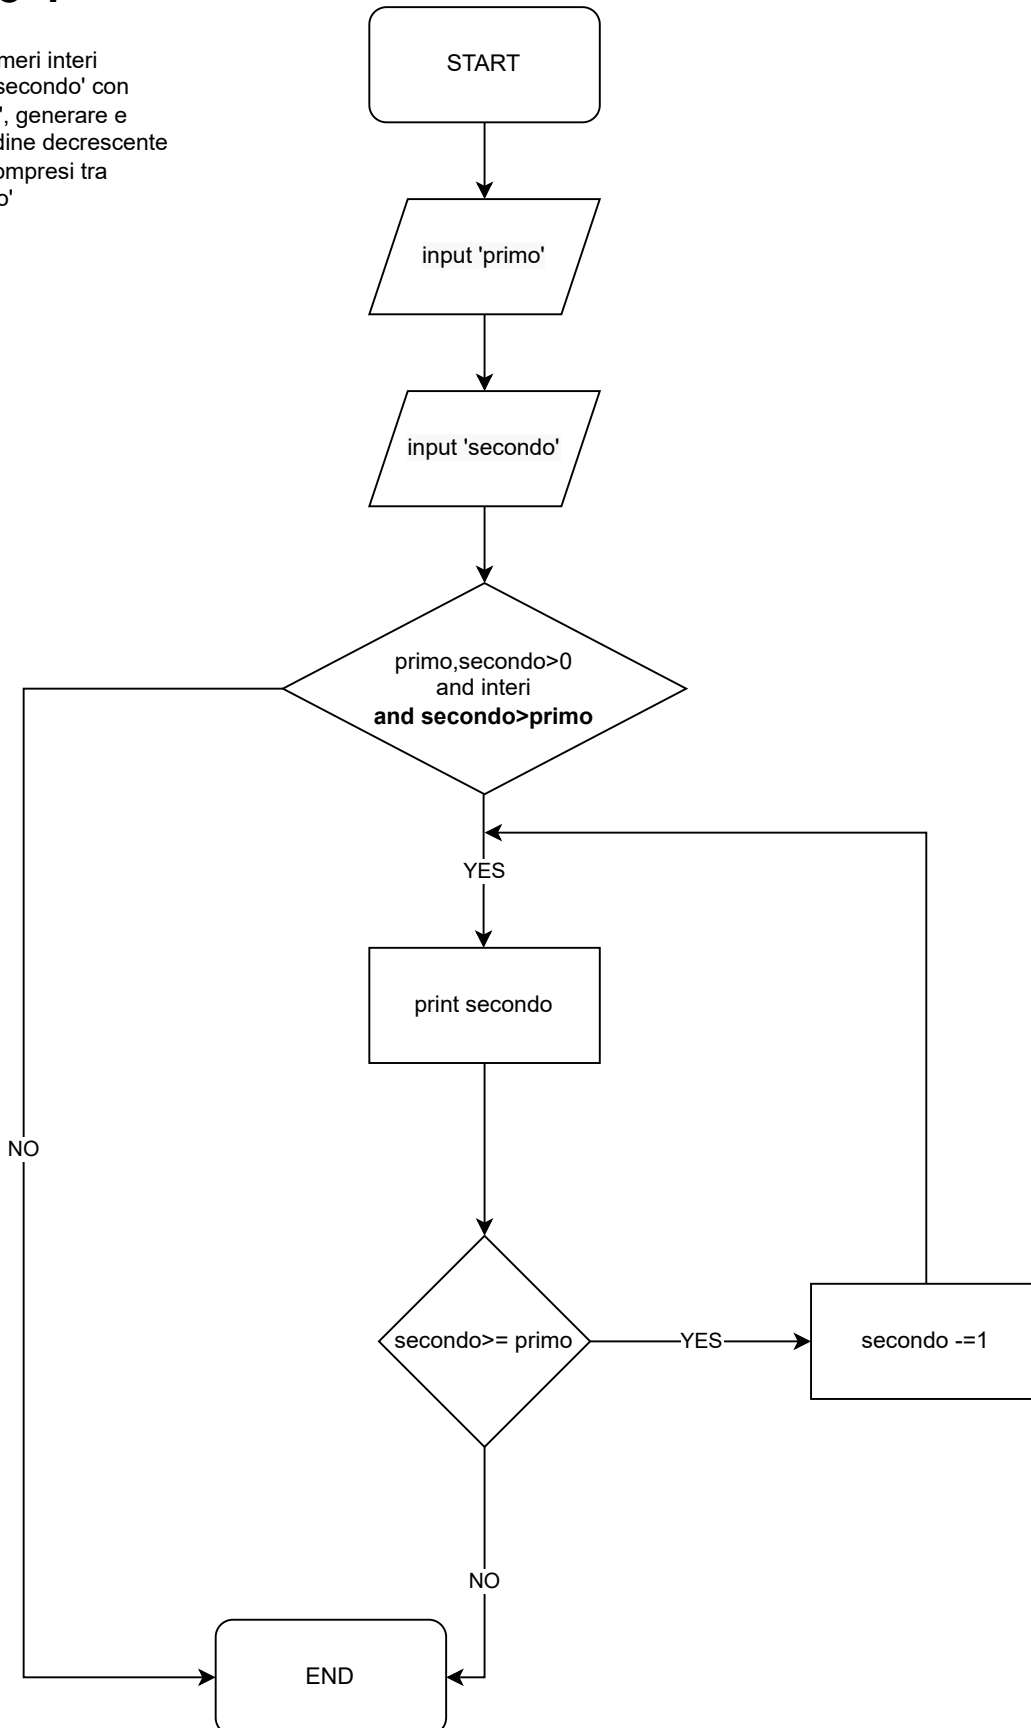 START
meri interi
secondo' con
', generare e
dine decrescente
ompresi tra
o'
input 'primo'
input 'secondo'
primo,secondo>0
and interi
and secondo>primo
YES
print secondo
NO
secondo>= primo
YES
secondo -=1
NO
END